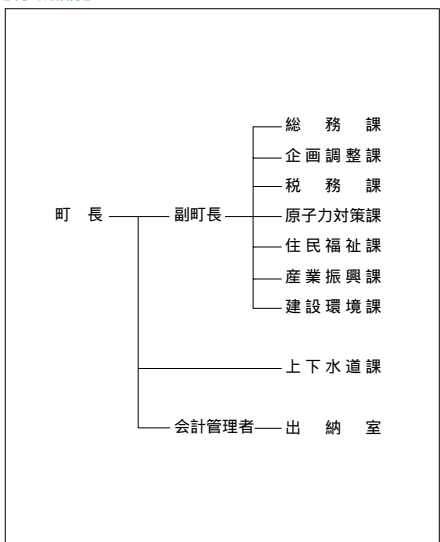 総務課
企画調整課
税務課
町長 副町長 原子力対策課
住民福祉課
産業振興課
建設環境課
上下水道課
会計管理者 出納室